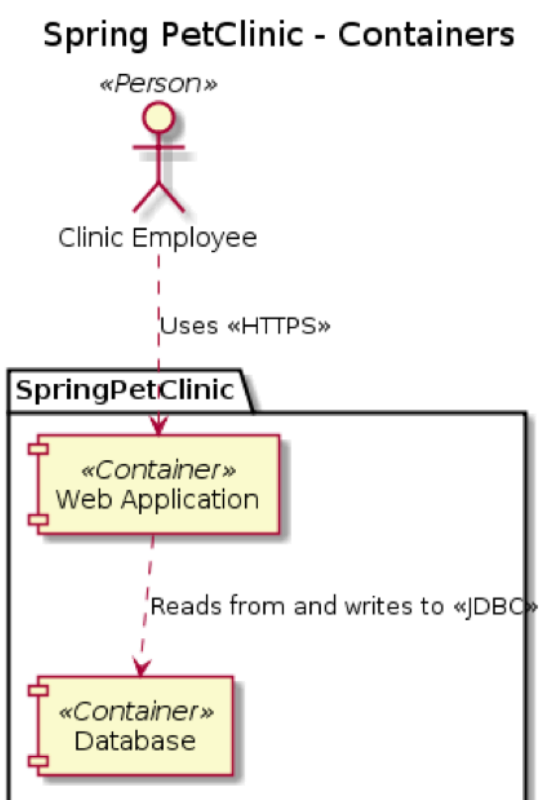 Spring PetClinic - Containers
«Person»
Clinic Employee
Uses «HTTPS»
SpringPetClinic
«Container»
Web Application
Reads from and writes to «JDBC»
«Container»
Database